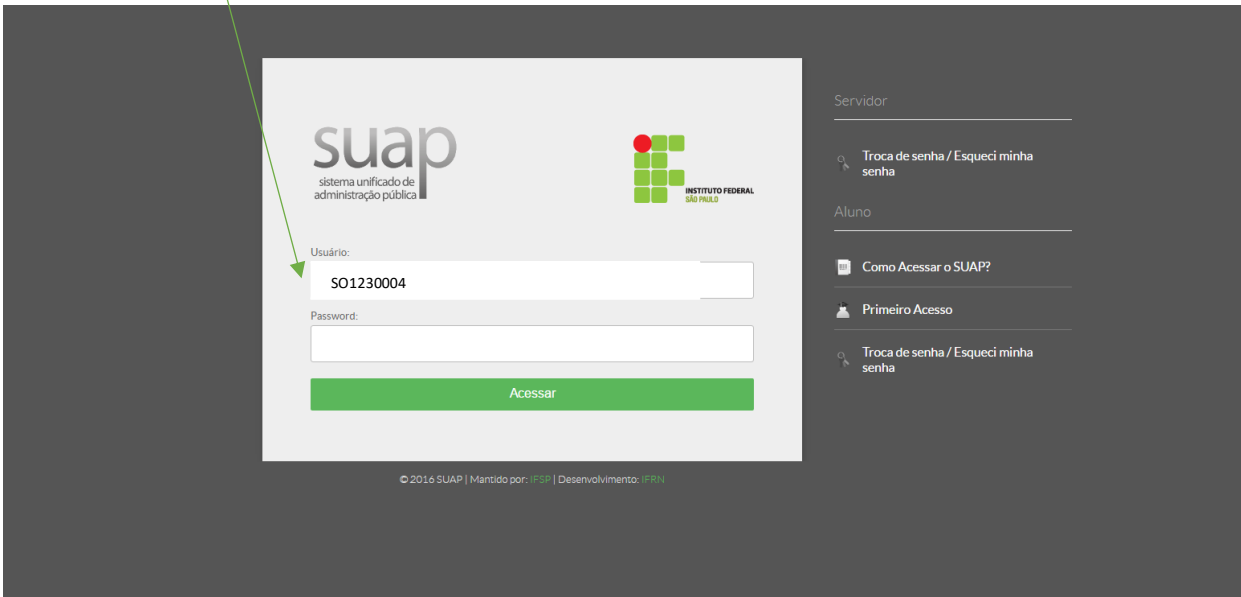 suap
sistema unificado de
administração pública
INSTITUTO FEDERAL
SÃO PAULO
Usuário:
SO1230004
Password:
Acessar
Servidor
Troca de senha / Esqueci minha
senha
Aluno
Como Acessar o SUAP?
Primeiro Acesso
Troca de senha / Esqueci minha
senha
© 2016 SUAP | Mantido por: IFSP | Desenvolvimento: IFRN